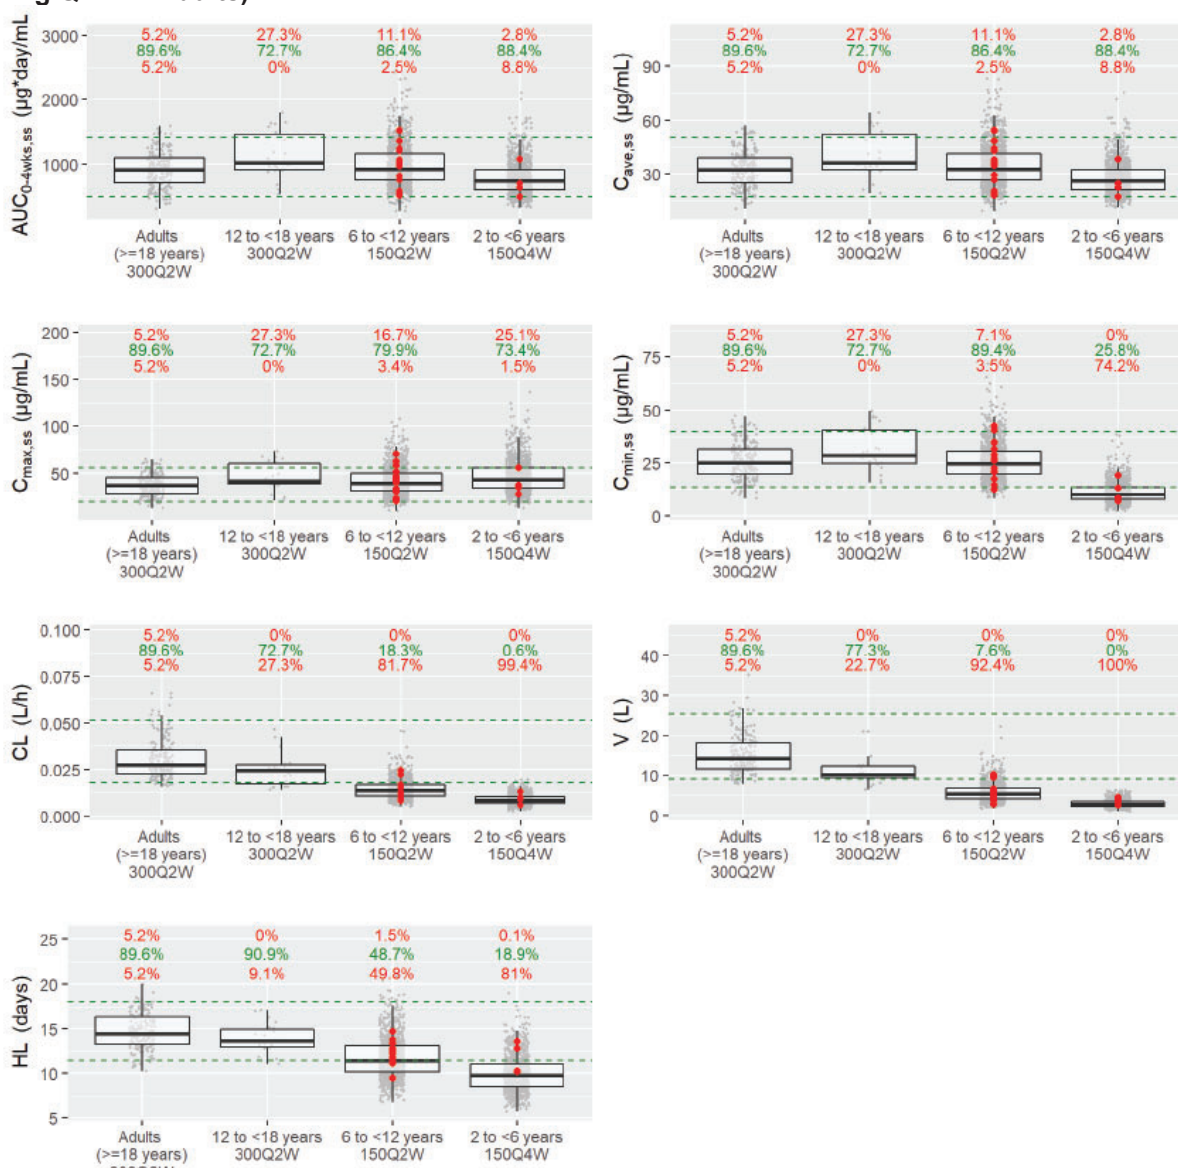 3000
2000
1000
AUC0-4wks,ss (µg*day/mL
5.2% 27.3% 11.1% 2.8%
89.6% 72.7% 86.4% 88.4%
5.2% 0% 2.5% 8.8%
Adults 12 to <18 years 6 to <12 years 2 to <6 years
(>=18 years) 300Q2W 150Q2W 150Q4W
300Q2W
90
60
30
Cave,ss (µg/mL)
5.2% 27.3% 11.1% 2.8%
89.6% 72.7% 86.4% 88.4%
5.2% 0% 2.5% 8.8%
Adults 12 to <18 years 6 to <12 years 2 to <6 years
(>=18 years) 300Q2W 150Q2W 150Q4W
300Q2W
200
150
100
50
Cmax,ss (µg/mL)
5.2% 27.3% 16.7% 25.1%
89.6% 72.7% 79.9% 73.4%
5.2% 0% 3.4% 1.5%
Adults 12 to <18 years 6 to <12 years 2 to <6 years
(>=18 years) 300Q2W 150Q2W 150Q4W
300Q2W
75
50
25
0
Cmin,ss (µg/mL)
5.2% 27.3% 7.1% 0%
89.6% 72.7% 89.4% 25.8%
5.2% 0% 3.5% 74.2%
Adults 12 to <18 years 6 to <12 years 2 to <6 years
(>=18 years) 300Q2W 150Q2W 150Q4W
300Q2W
0.100
0.075
0.050
0.025
0.000
CL (L/h)
5.2% 0% 0% 0%
89.6% 72.7% 18.3% 0.6%
5.2% 27.3% 81.7% 99.4%
Adults 12 to <18 years 6 to <12 years 2 to <6 years
(>=18 years) 300Q2W 150Q2W 150Q4W
300Q2W
40
30
20
10
0
V (L)
5.2% 0% 0% 0%
89.6% 77.3% 7.6% 0%
5.2% 22.7% 92.4% 100%
Adults 12 to <18 years 6 to <12 years 2 to <6 years
(>=18 years) 300Q2W 150Q2W 150Q4W
300Q2W
25
20
15
10
5
HL (days)
5.2% 0% 1.5% 0.1%
89.6% 90.9% 48.7% 18.9%
5.2% 9.1% 49.8% 81%
Adults 12 to <18 years 6 to <12 years 2 to <6 years
(>=18 years) 300Q2W 150Q2W 150Q4W